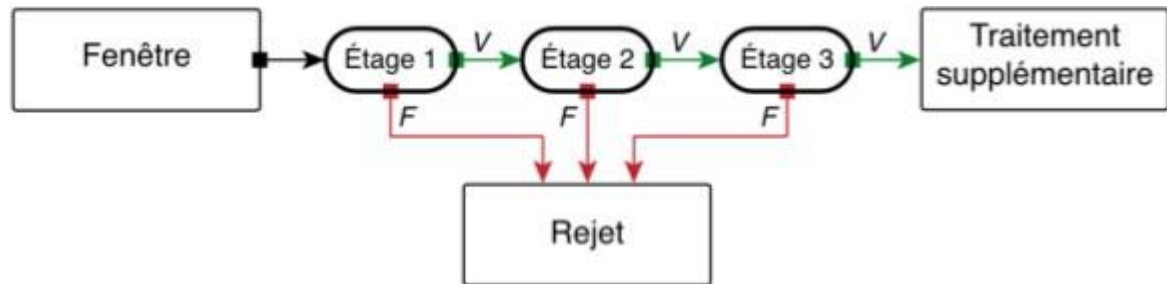 Fenêtre
Étage 1
V
Étage 2
V
Étage 3
V
Traitement
supplémentaire
F
F
F
Rejet